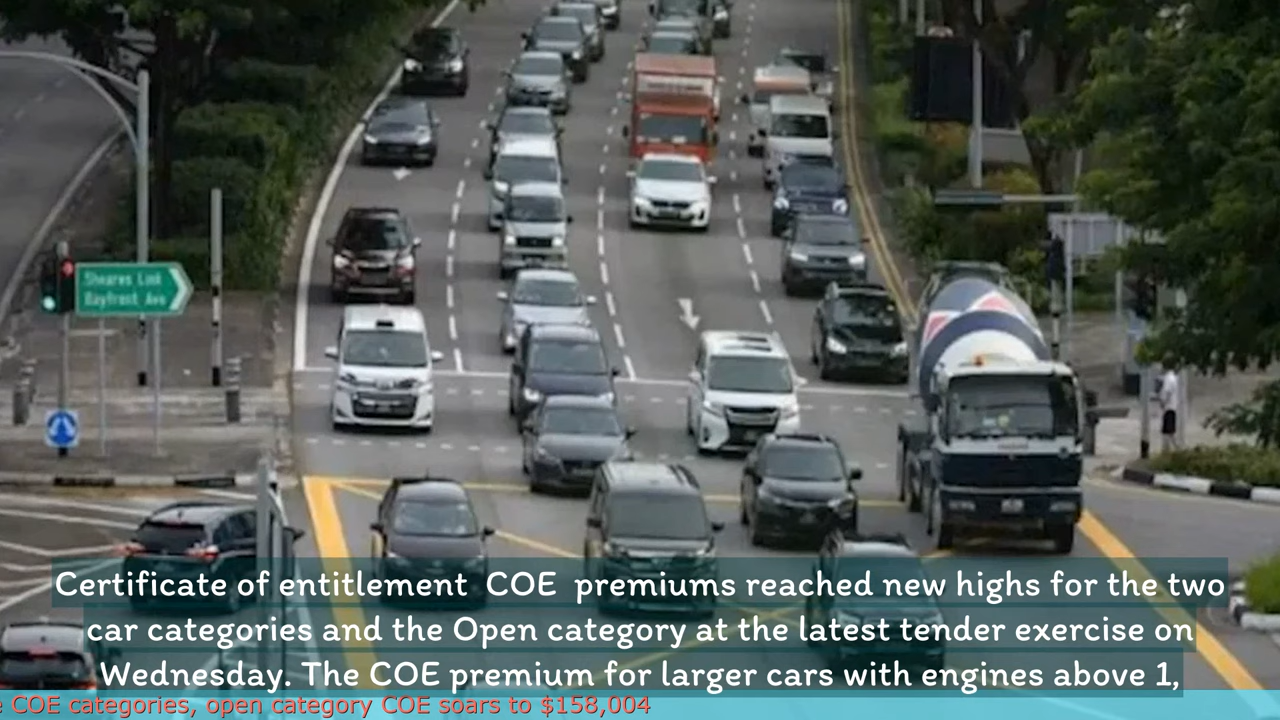 Sheares Link
Bayfront Ave
Certificate of entitlement COE premiums reached new highs for the two
car categories and the Open category at the latest tender exercise on
Wednesday. The COE premium for larger cars with engines above 1,
COE categories, open category COE soars to $158,004